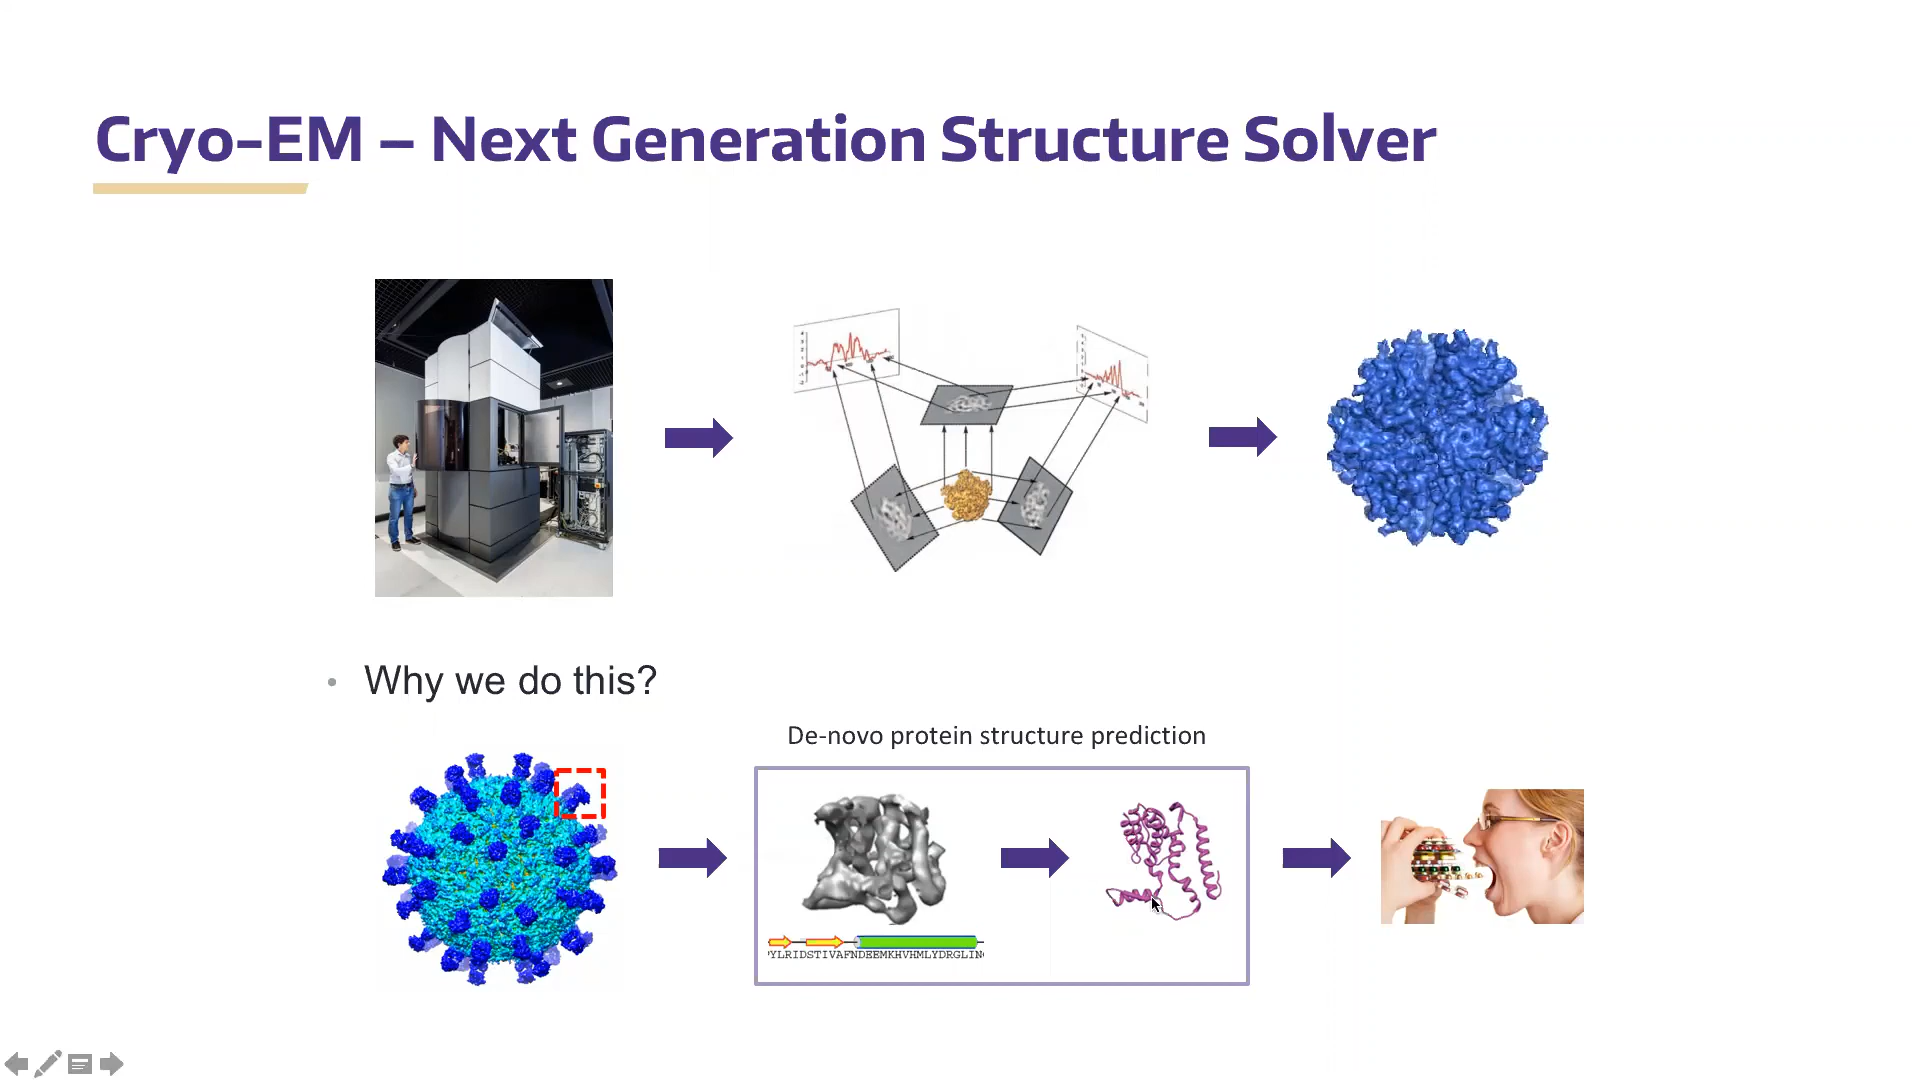 Cryo-EM – Next Generation Structure Solver
• Why we do this?
De-novo protein structure prediction
YLRIDSTIVAFNDEEMKHVHMLYDRGLIN